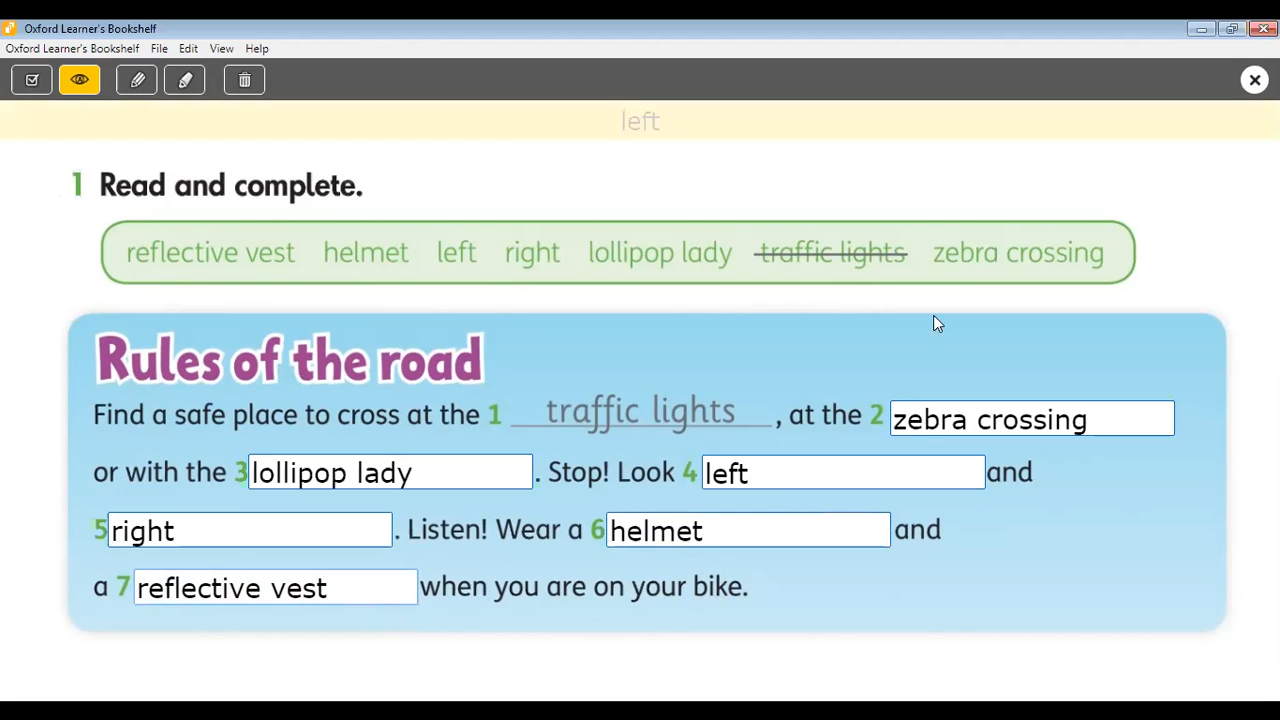 Oxford Learner's Bookshelf
Oxford Learner's Bookshelf File Edit View Help
left
1 Read and complete.
reflective vest helmet left right lollipop lady traffic lights zebra crossing
Rules of the road
Find a safe place to cross at the 1 traffic lights , at the 2 zebra crossing
or with the 3 lollipop lady . Stop! Look 4 left and
5 right . Listen! Wear a 6 helmet and
a 7 reflective vest when you are on your bike.